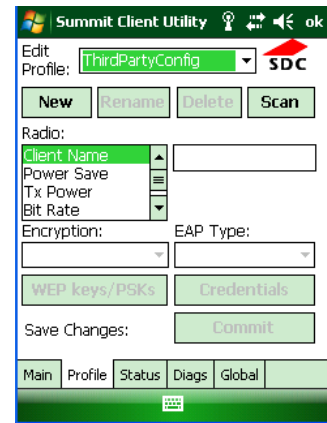 Summit Client Utility ok
Edit
Profile: ThirdPartyConfig
SDC
New Rename Delete Scan
Radio:
Client Name
Power Save
Tx Power
Bit Rate
Encryption: EAP Type:
WEP keys/PSKs Credentials
Save Changes: Commit
Main Profile Status Diags Global